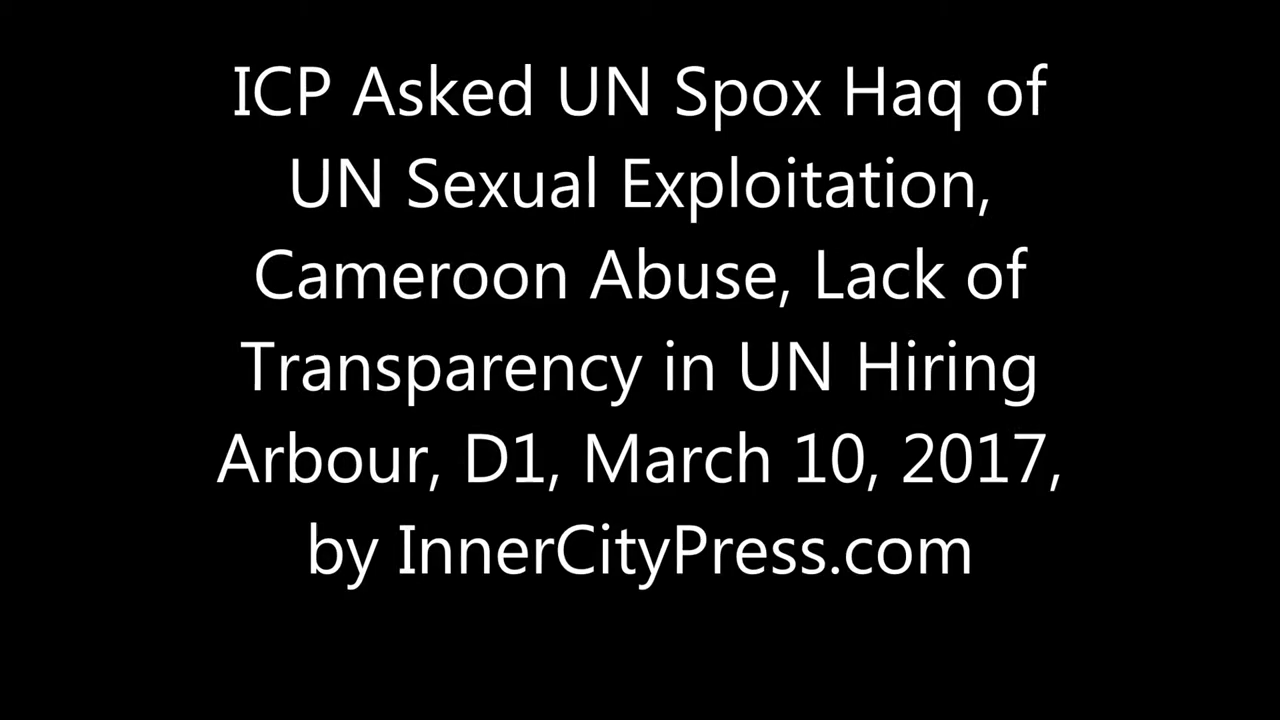 ICP Asked UN Spox Haq of
UN Sexual Exploitation,
Cameroon Abuse, Lack of
Transparency in UN Hiring
Arbour, D1, March 10, 2017,
by InnerCityPress.com